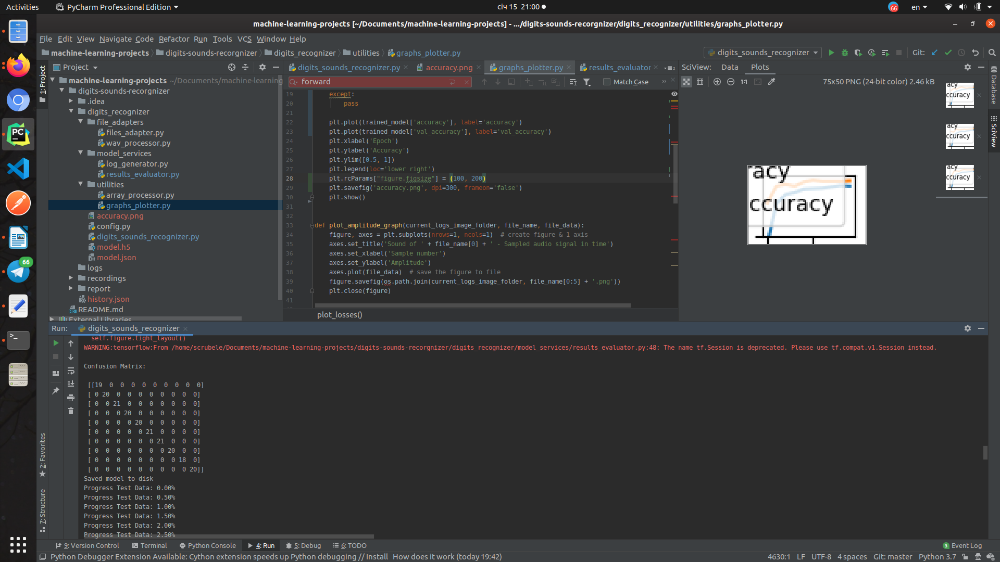 Activities
PyCharm Professional Edition
січ 15 21:00
66
en
machine-learning-projects [~/Documents/machine-learning-projects] - .../digits-sounds-recorgnizer/digits_recognizer/utilities/graphs_plotter.py
File Edit View Navigate Code Refactor Run Tools VCS Window Help
machine-learning-projects digits-sounds-recorgnizer digits_recognizer utilities graphs_plotter.py
digits_sounds_recognizer
Git:
1: Project
Project
digits_sounds_recognizer.py
accuracy.png
graphs_plotter.py
results_evaluator
SciView: Data Plots
machine-learning-projects ~/Documents/machine-learning
digits-sounds-recorgnizer
.idea
digits_recognizer
file_adapters
files_adapter.py
wav_processor.py
model_services
log_generator.py
results_evaluator.py
utilities
array_processor.py
graphs_plotter.py
accuracy.png
config.py
digits_sounds_recognizer.py
model.h5
model.json
logs
recordings
report
history.json
README.md
External Libraries
forward
Match Case
19 except:
20 pass
21
22 plt.plot(trained_model['accuracy'], label='accuracy')
23 plt.plot(trained_model['val_accuracy'], label='val_accuracy')
24 plt.xlabel('Epoch')
25 plt.ylabel('Accuracy')
26 plt.ylim([0.5, 1])
27 plt.legend(loc='lower right')
28 plt.rcParams["figure.figsize"] = (100, 200)
29 plt.savefig('accuracy.png', dpi=300, frameon='false')
30 plt.show()
31
32
33 def plot_amplitude_graph(current_logs_image_folder, file_name, file_data):
34 figure, axes = plt.subplots(nrows=1, ncols=1) # create figure & 1 axis
35 axes.set_title('Sound of ' + file_name[0] + ' - Sampled audio signal in time')
36 axes.set_xlabel('Sample number')
37 axes.set_ylabel('Amplitude')
38 axes.plot(file_data) # save the figure to file
39 figure.savefig(os.path.join(current_logs_image_folder, file_name[0:5] + '.png'))
40 plt.close(figure)
41
plot_losses()
1:1
75x50 PNG (24-bit color) 2.46 kB
racy
ccuracy
acy
ccuracy
acy
ccuracy
acy
ccuracy
Database
SciView
PC
66
Run: digits_sounds_recognizer
self.figure.tight_layout()
WARNING:tensorflow:From /home/scrubele/Documents/machine-learning-projects/digits-sounds-recorgnizer/digits_recognizer/model_services/results_evaluator.py:48: The name tf.Session is deprecated. Please use tf.compat.v1.Session instead.
Confusion Matrix:
[[19 0 0 0 0 0 0 0 0 0]
[ 0 20 0 0 0 0 0 0 0 0]
[ 0 0 21 0 0 0 0 0 0 0]
[ 0 0 0 20 0 0 0 0 0 0]
[ 0 0 0 0 20 0 0 0 0 0]
[ 0 0 0 0 0 21 0 0 0 0]
[ 0 0 0 0 0 0 21 0 0 0]
[ 0 0 0 0 0 0 0 20 0 0]
[ 0 0 0 0 0 0 0 0 18 0]
[ 0 0 0 0 0 0 0 0 0 20]]
Saved model to disk
Progress Test Data: 0.00%
Progress Test Data: 0.50%
Progress Test Data: 1.00%
Progress Test Data: 1.50%
Progress Test Data: 2.00%
Progress Test Data: 2.50%
2: Favorites
7: Structure
9: Version Control Terminal Python Console 4: Run 5: Debug 6: TODO
3 Event Log
Python Debugger Extension Available: Cython extension speeds up Python debugging // Install How does it work (today 19:42)
4630:1 LF UTF-8 4 spaces Git: master Python 3.7